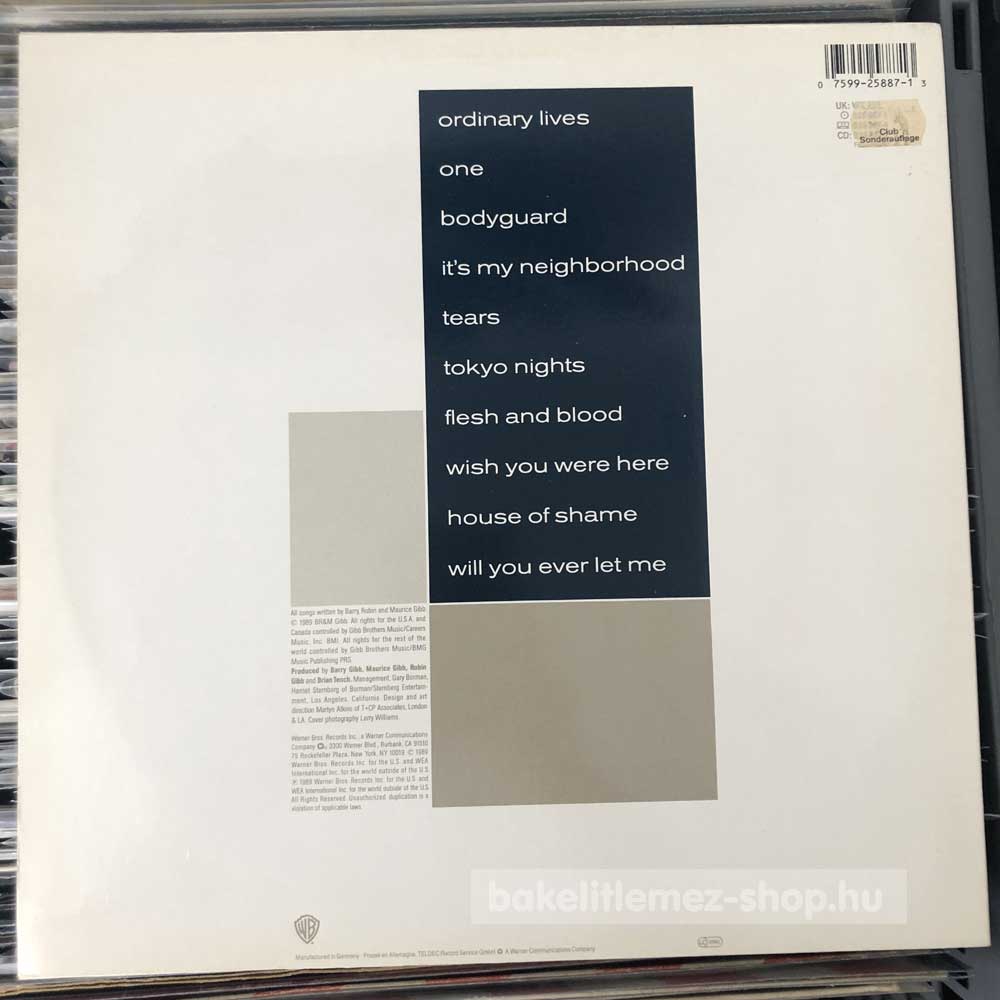 0 7599-25887-1 3
UK:
CD:
Club
Sonderauflage
ordinary lives
one
bodyguard
it's my neighborhood
tears
tokyo nights
flesh and blood
wish you were here
house of shame
will you ever let me
All songs written by Barry, Robin and Maurice Gibb.
© 1989 BR&M Gibb. All rights for the U.S.A. and
Canada controlled by Gibb Brothers Music/Careers
Music, Inc. BMI. All rights for the rest of the
world controlled by Gibb Brothers Music/BMG
Music Publishing PRS.
Produced by Barry Gibb, Maurice Gibb, Robin
Gibb and Brian Tench. Management: Gary Borman,
Harriet Sternberg of Borman/Sternberg Entertain-
ment, Los Angeles, California. Design and art
direction Martyn Atkins of T+CP Associates, London
& LA. Cover photography Larry Williams.
Warner Bros. Records Inc., a Warner Communications
Company 3300 Warner Blvd., Burbank, CA 91510
75 Rockefeller Plaza, New York, NY 10019 © 1989
Warner Bros. Records Inc. for the U.S. and WEA
International Inc. for the world outside of the U.S.
℗ 1989 Warner Bros. Records Inc. for the U.S. and
WEA International Inc. for the world outside of the U.S.
All Rights Reserved. Unauthorized duplication is a
violation of applicable laws.
bakelitlemez-shop.hu
WB
Manufactured in Germany · Pressé en Allemagne, TELDEC Record Service GmbH A Warner Communications Company